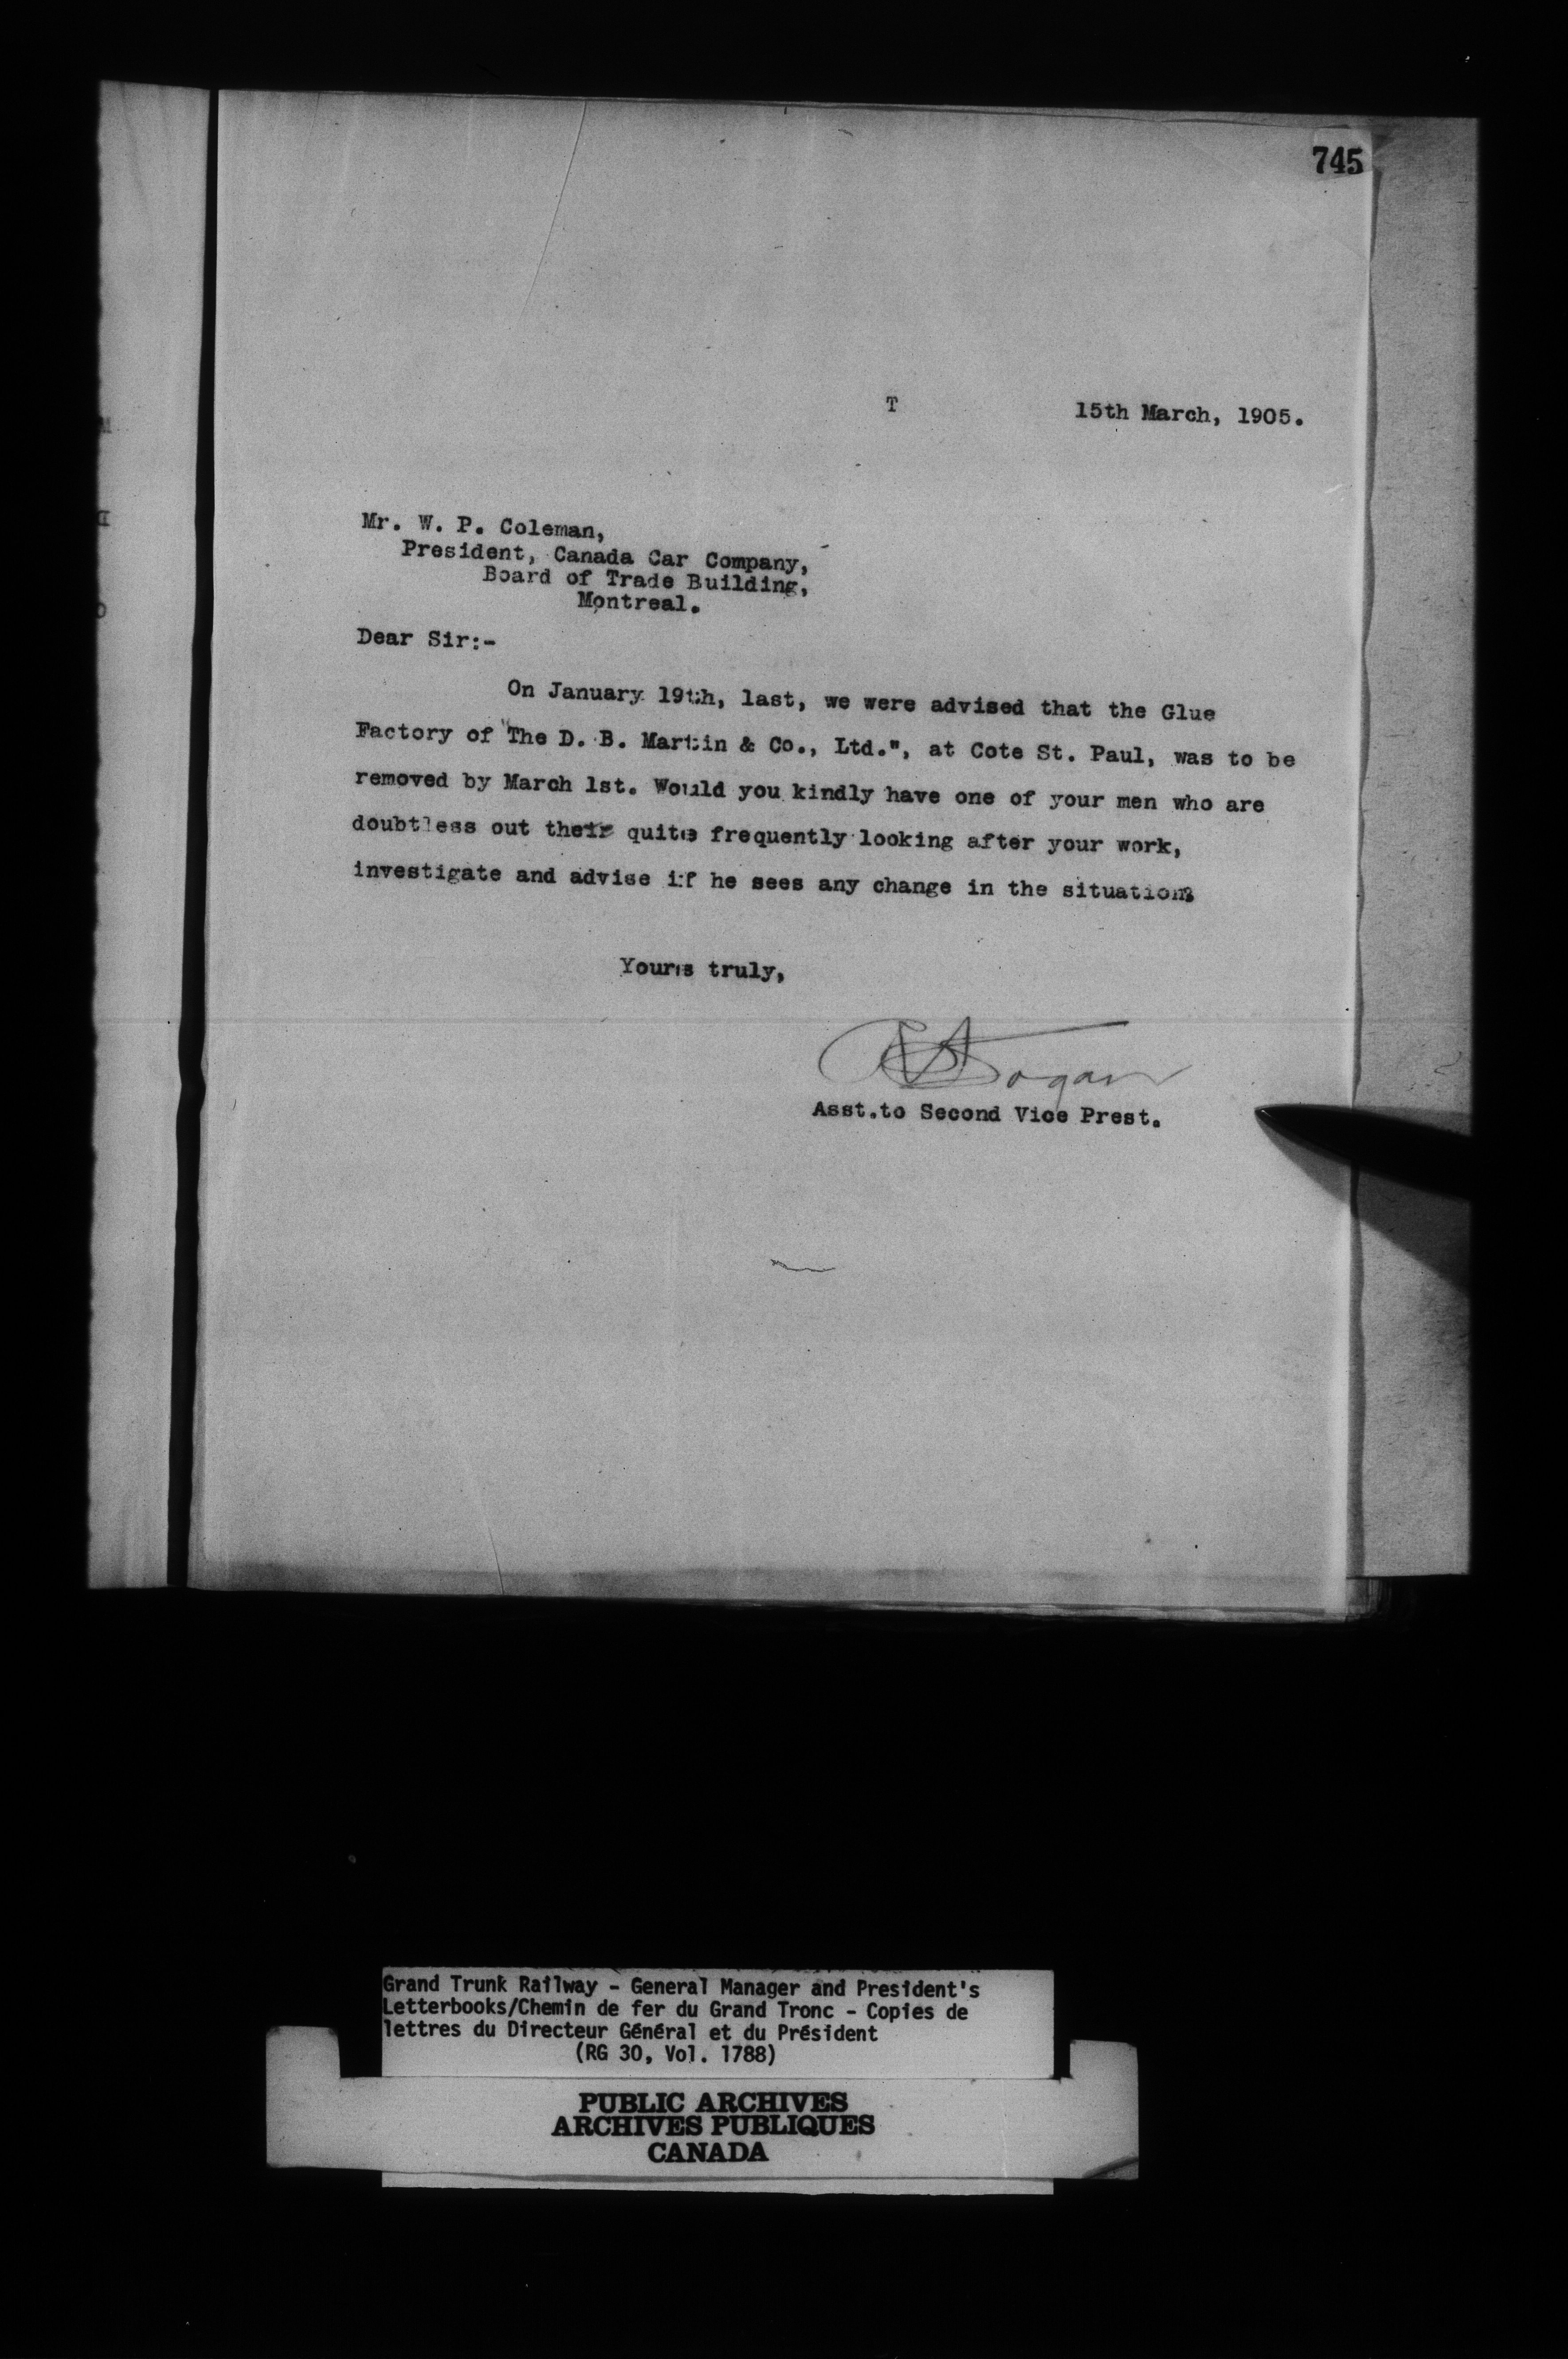 745
T
15th March, 1905.
Mr. W. P. Coleman,
President, Canada Car Company,
Board of Trade Building,
Montreal.
Dear Sir:-
On January 19th, last, we were advised that the Glue
Factory of "The D. B. Martin & Co., Ltd.", at Cote St. Paul, was to be
removed by March 1st. Would you kindly have one of your men who are
doubtless out their quite frequently looking after your work,
investigate and advise if he sees any change in the situation.
Yours truly,
Logan
Asst.to Second Vice Prest.
Grand Trunk Railway - General Manager and President's
Letterbooks/Chemin de fer du Grand Tronc - Copies de
lettres du Directeur Général et du Président
(RG 30, Vol. 1788)
PUBLIC ARCHIVES
ARCHIVES PUBLIQUES
CANADA